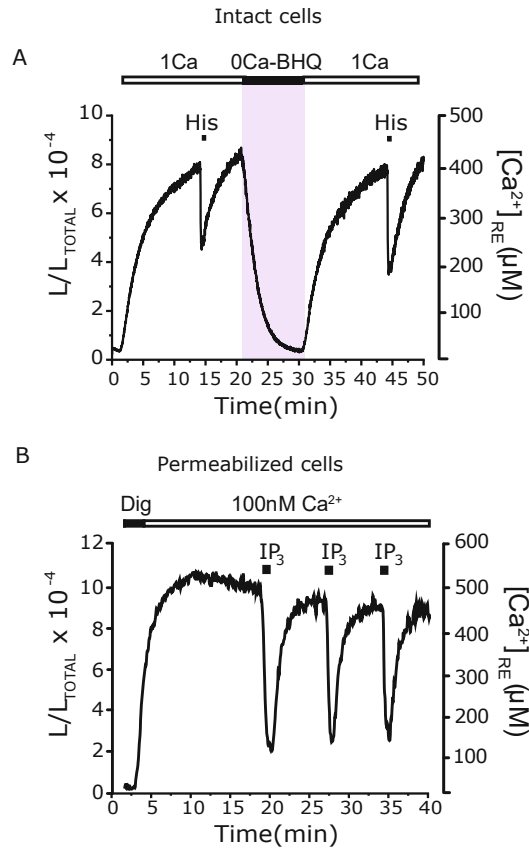 Intact cells
A
1Ca 0Ca-BHQ 1Ca
His His
L/L_TOTAL x 10⁻⁴
10
8
6
4
2
0
500
400
300
200
100
[Ca²⁺]_RE (μM)
0 5 10 15 20 25 30 35 40 45 50
Time(min)
B
Permeabilized cells
Dig 100nM Ca²⁺
IP₃ IP₃ IP₃
L/L_TOTAL x 10⁻⁴
12
10
8
6
4
2
0
600
500
400
300
200
100
[Ca²⁺]_RE (μM)
0 5 10 15 20 25 30 35 40
Time(min)